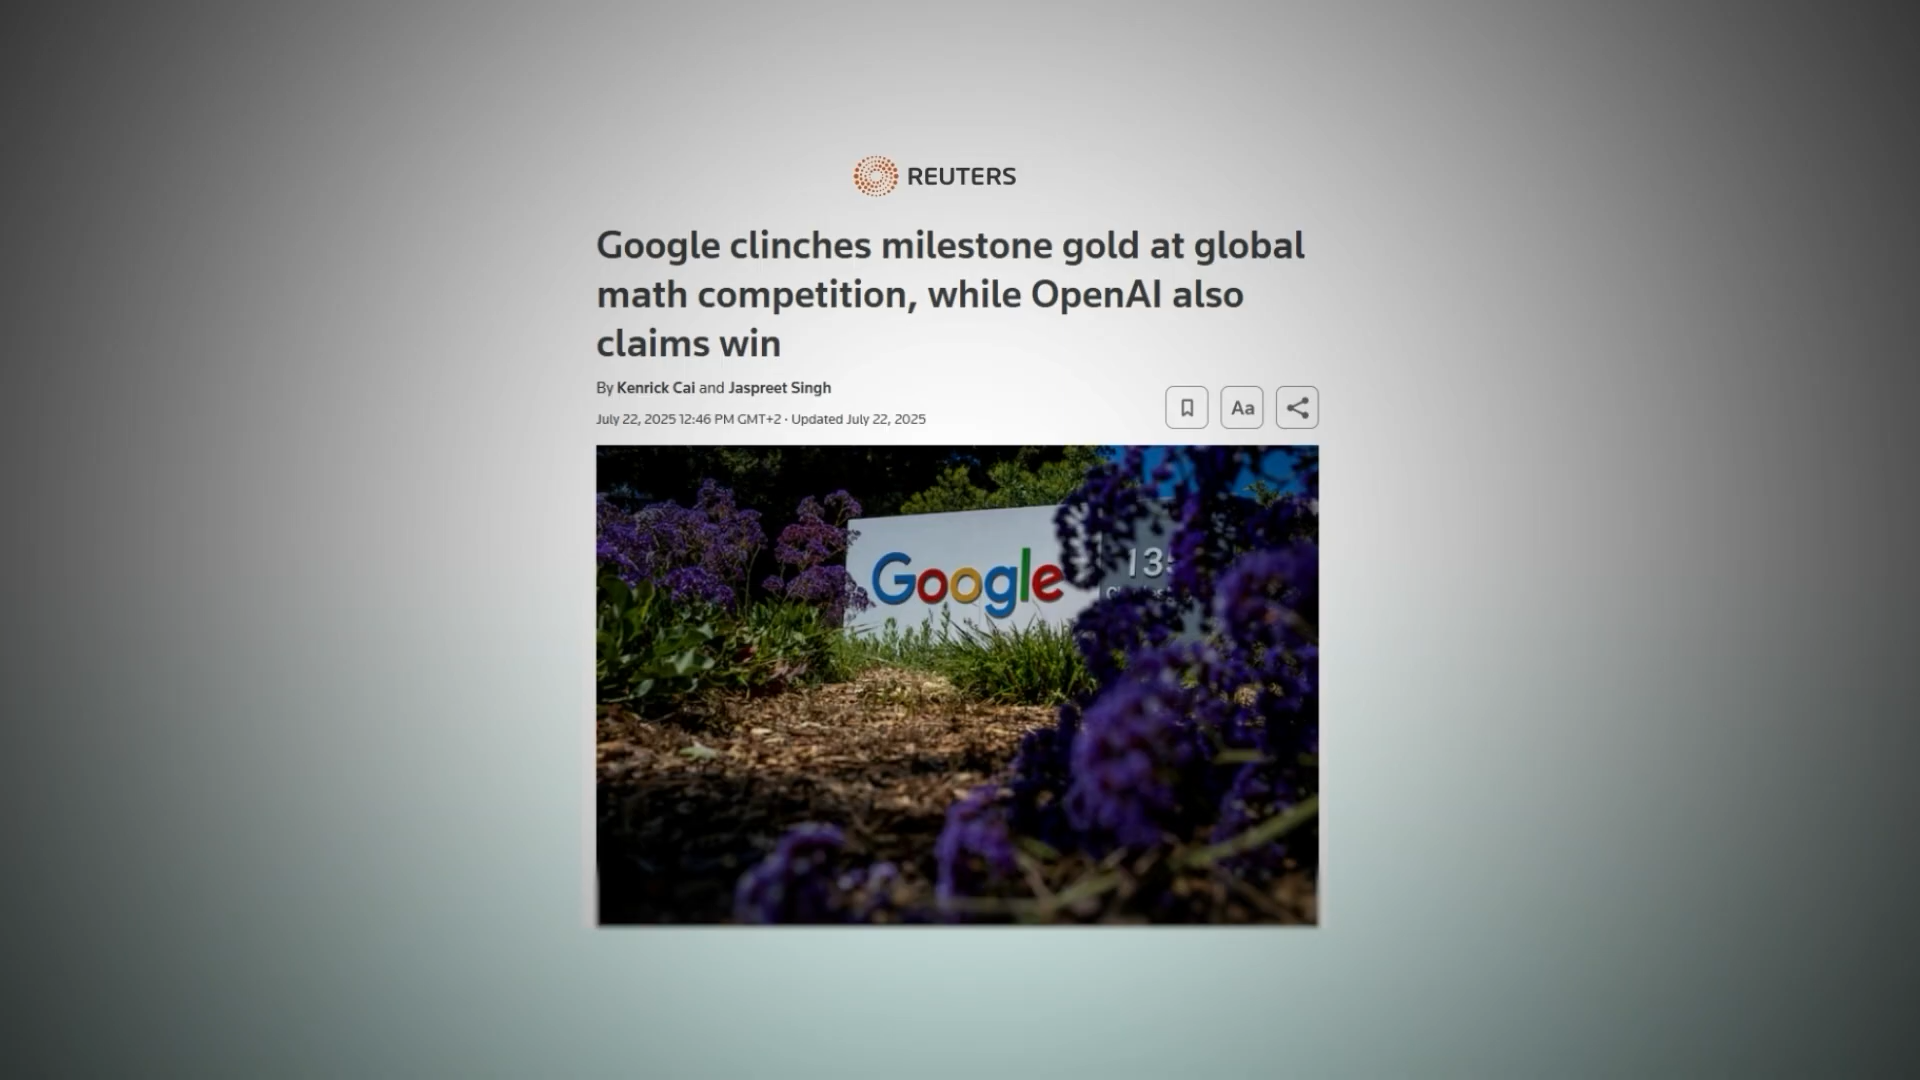 REUTERS
Google clinches milestone gold at global
math competition, while OpenAI also
claims win
By Kenrick Cai and Jaspreet Singh
July 22, 2025 12:46 PM GMT+2 · Updated July 22, 2025
Aa
Google